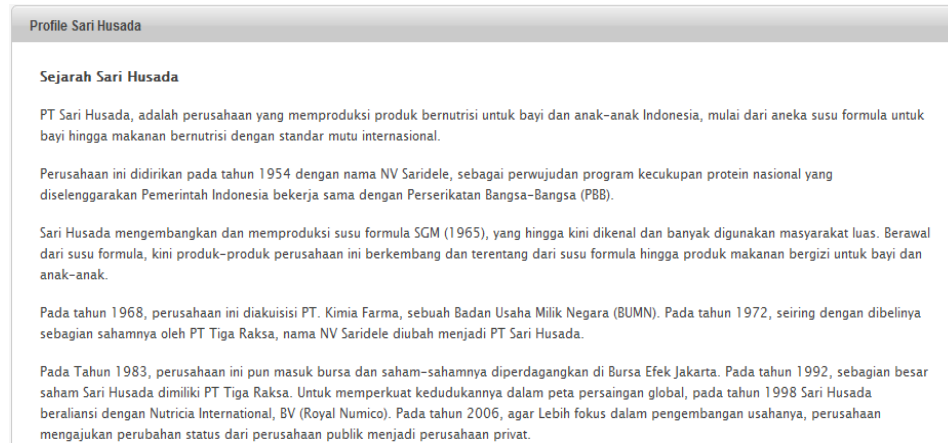 Profile Sari Husada
Sejarah Sari Husada
PT Sari Husada, adalah perusahaan yang memproduksi produk bernutrisi untuk bayi dan anak-anak Indonesia, mulai dari aneka susu formula untuk
bayi hingga makanan bernutrisi dengan standar mutu internasional.
Perusahaan ini didirikan pada tahun 1954 dengan nama NV Saridele, sebagai perwujudan program kecukupan protein nasional yang
diselenggarakan Pemerintah Indonesia bekerja sama dengan Perserikatan Bangsa-Bangsa (PBB).
Sari Husada mengembangkan dan memproduksi susu formula SGM (1965), yang hingga kini dikenal dan banyak digunakan masyarakat luas. Berawal
dari susu formula, kini produk-produk perusahaan ini berkembang dan terentang dari susu formula hingga produk makanan bergizi untuk bayi dan
anak-anak.
Pada tahun 1968, perusahaan ini diakuisisi PT. Kimia Farma, sebuah Badan Usaha Milik Negara (BUMN). Pada tahun 1972, seiring dengan dibelinya
sebagian sahamnya oleh PT Tiga Raksa, nama NV Saridele diubah menjadi PT Sari Husada.
Pada Tahun 1983, perusahaan ini pun masuk bursa dan saham-sahamnya diperdagangkan di Bursa Efek Jakarta. Pada tahun 1992, sebagian besar
saham Sari Husada dimiliki PT Tiga Raksa. Untuk memperkuat kedudukannya dalam peta persaingan global, pada tahun 1998 Sari Husada
beraliansi dengan Nutricia International, BV (Royal Numico). Pada tahun 2006, agar Lebih fokus dalam pengembangan usahanya, perusahaan
mengajukan perubahan status dari perusahaan publik menjadi perusahaan privat.